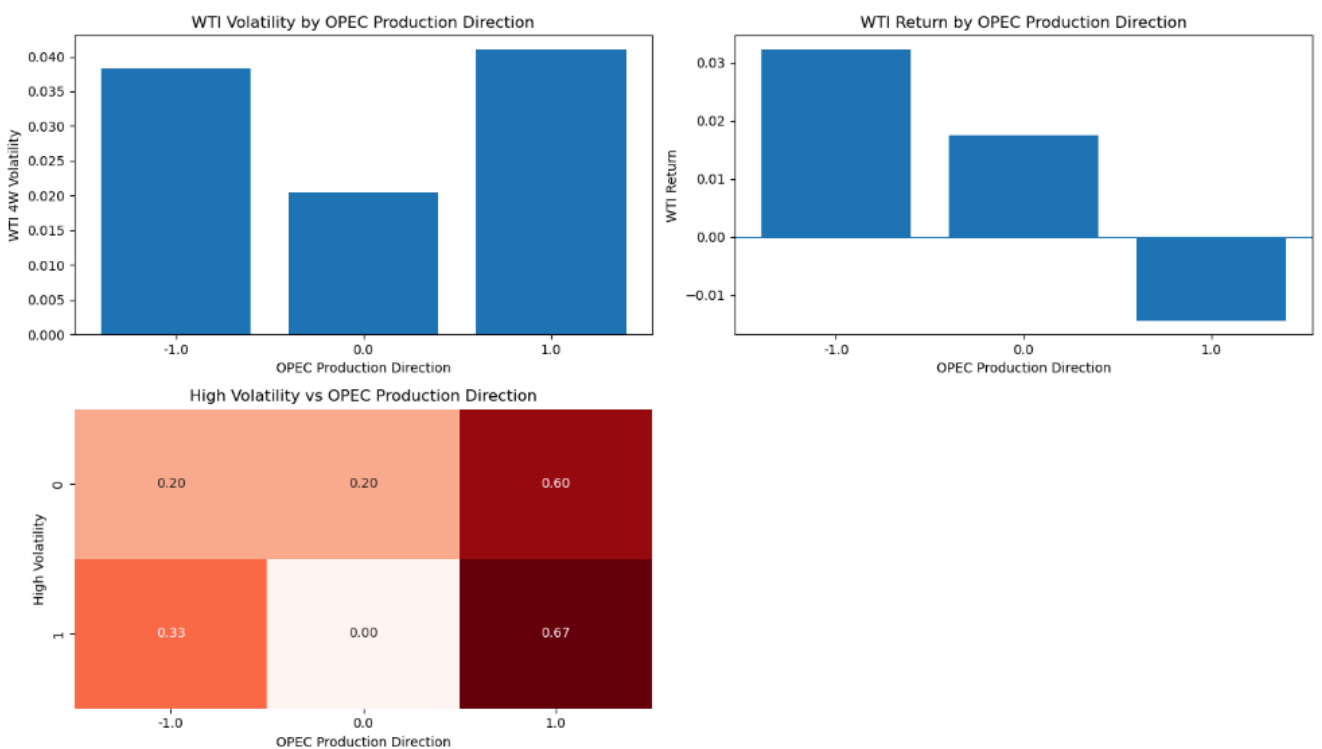 WTI Volatility by OPEC Production Direction
0.040
0.035
0.030
0.025
0.020
0.015
0.010
0.005
0.000
WTI 4W Volatility
-1.0 0.0 1.0
OPEC Production Direction
WTI Return by OPEC Production Direction
0.03
0.02
0.01
0.00
−0.01
WTI Return
-1.0 0.0 1.0
OPEC Production Direction
High Volatility vs OPEC Production Direction
High Volatility
0 0.20 0.20 0.60
1 0.33 0.00 0.67
-1.0 0.0 1.0
OPEC Production Direction